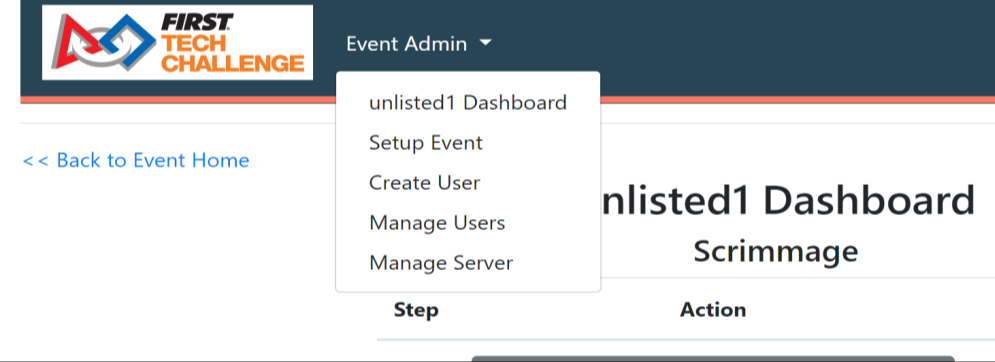 FIRST
TECH
CHALLENGE
Event Admin
unlisted1 Dashboard
Setup Event
Create User
Manage Users
Manage Server
<< Back to Event Home
nlisted1 Dashboard
Scrimmage
Step Action